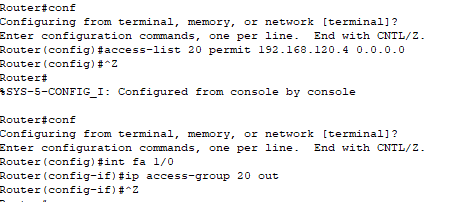 Router#conf
Configuring from terminal, memory, or network [terminal]?
Enter configuration commands, one per line.  End with CNTL/Z.
Router(config)#access-list 20 permit 192.168.120.4 0.0.0.0
Router(config)#^Z
Router#
%SYS-5-CONFIG_I: Configured from console by console

Router#conf
Configuring from terminal, memory, or network [terminal]?
Enter configuration commands, one per line.  End with CNTL/Z.
Router(config)#int fa 1/0
Router(config-if)#ip access-group 20 out
Router(config-if)#^Z